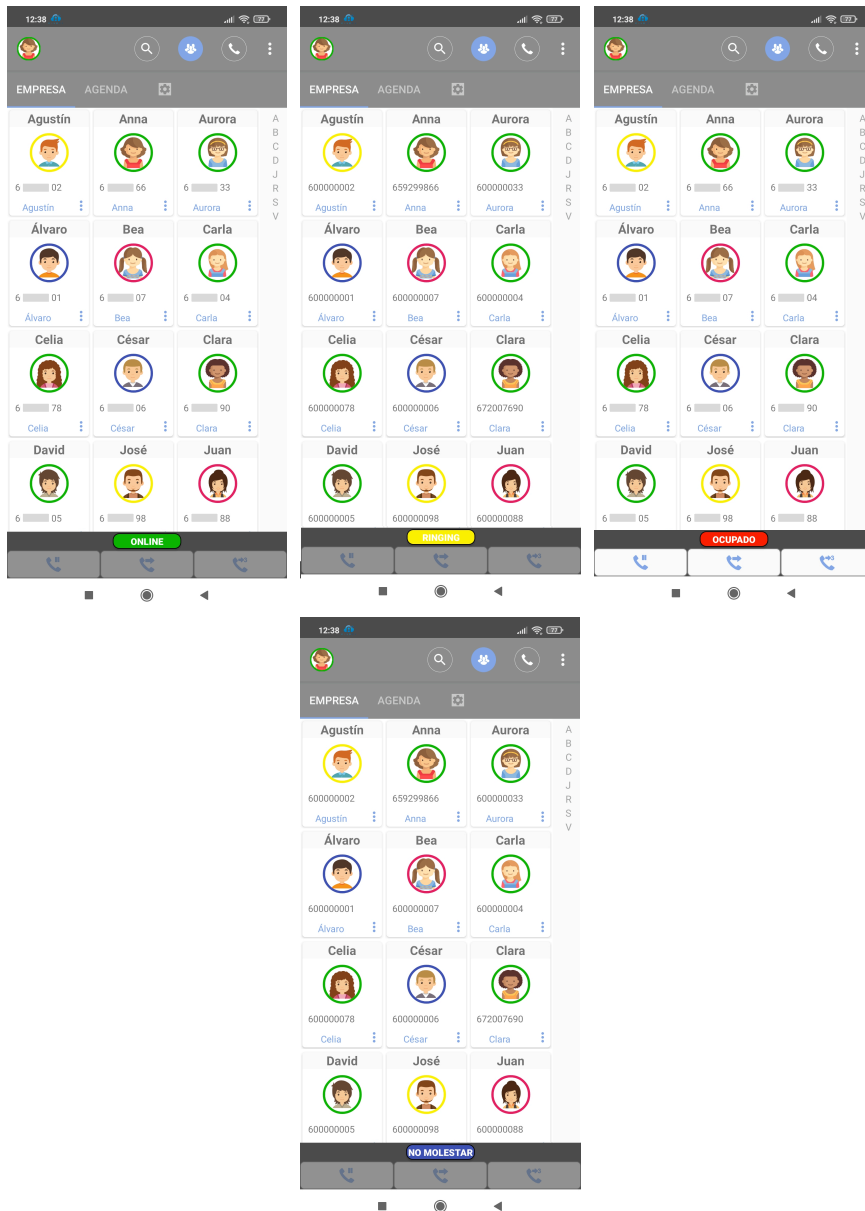 12:38 77
EMPRESA AGENDA
Agustín Anna Aurora A
B
C
D
J
6 02 6 66 6 33 R
S
Agustín Anna Aurora V
Álvaro Bea Carla
6 01 6 07 6 04
Álvaro Bea Carla
Celia César Clara
6 78 6 06 6 90
Celia César Clara
David José Juan
6 05 6 98 6 88
ONLINE
12:38 77
EMPRESA AGENDA
Agustín Anna Aurora A
B
C
D
J
600000002 659299866 600000033 R
S
Agustín Anna Aurora V
Álvaro Bea Carla
600000001 600000007 600000004
Álvaro Bea Carla
Celia César Clara
600000078 600000006 672007690
Celia César Clara
David José Juan
600000005 600000098 600000088
RINGING
12:38 77
EMPRESA AGENDA
Agustín Anna Aurora A
B
C
D
J
6 02 6 66 6 33 R
S
Agustín Anna Aurora V
Álvaro Bea Carla
6 01 6 07 6 04
Álvaro Bea Carla
Celia César Clara
6 78 6 06 6 90
Celia César Clara
David José Juan
6 05 6 98 6 88
OCUPADO
12:38 77
EMPRESA AGENDA
Agustín Anna Aurora A
B
C
D
J
600000002 659299866 600000033 R
S
Agustín Anna Aurora V
Álvaro Bea Carla
600000001 600000007 600000004
Álvaro Bea Carla
Celia César Clara
600000078 600000006 672007690
Celia César Clara
David José Juan
600000005 600000098 600000088
NO MOLESTAR